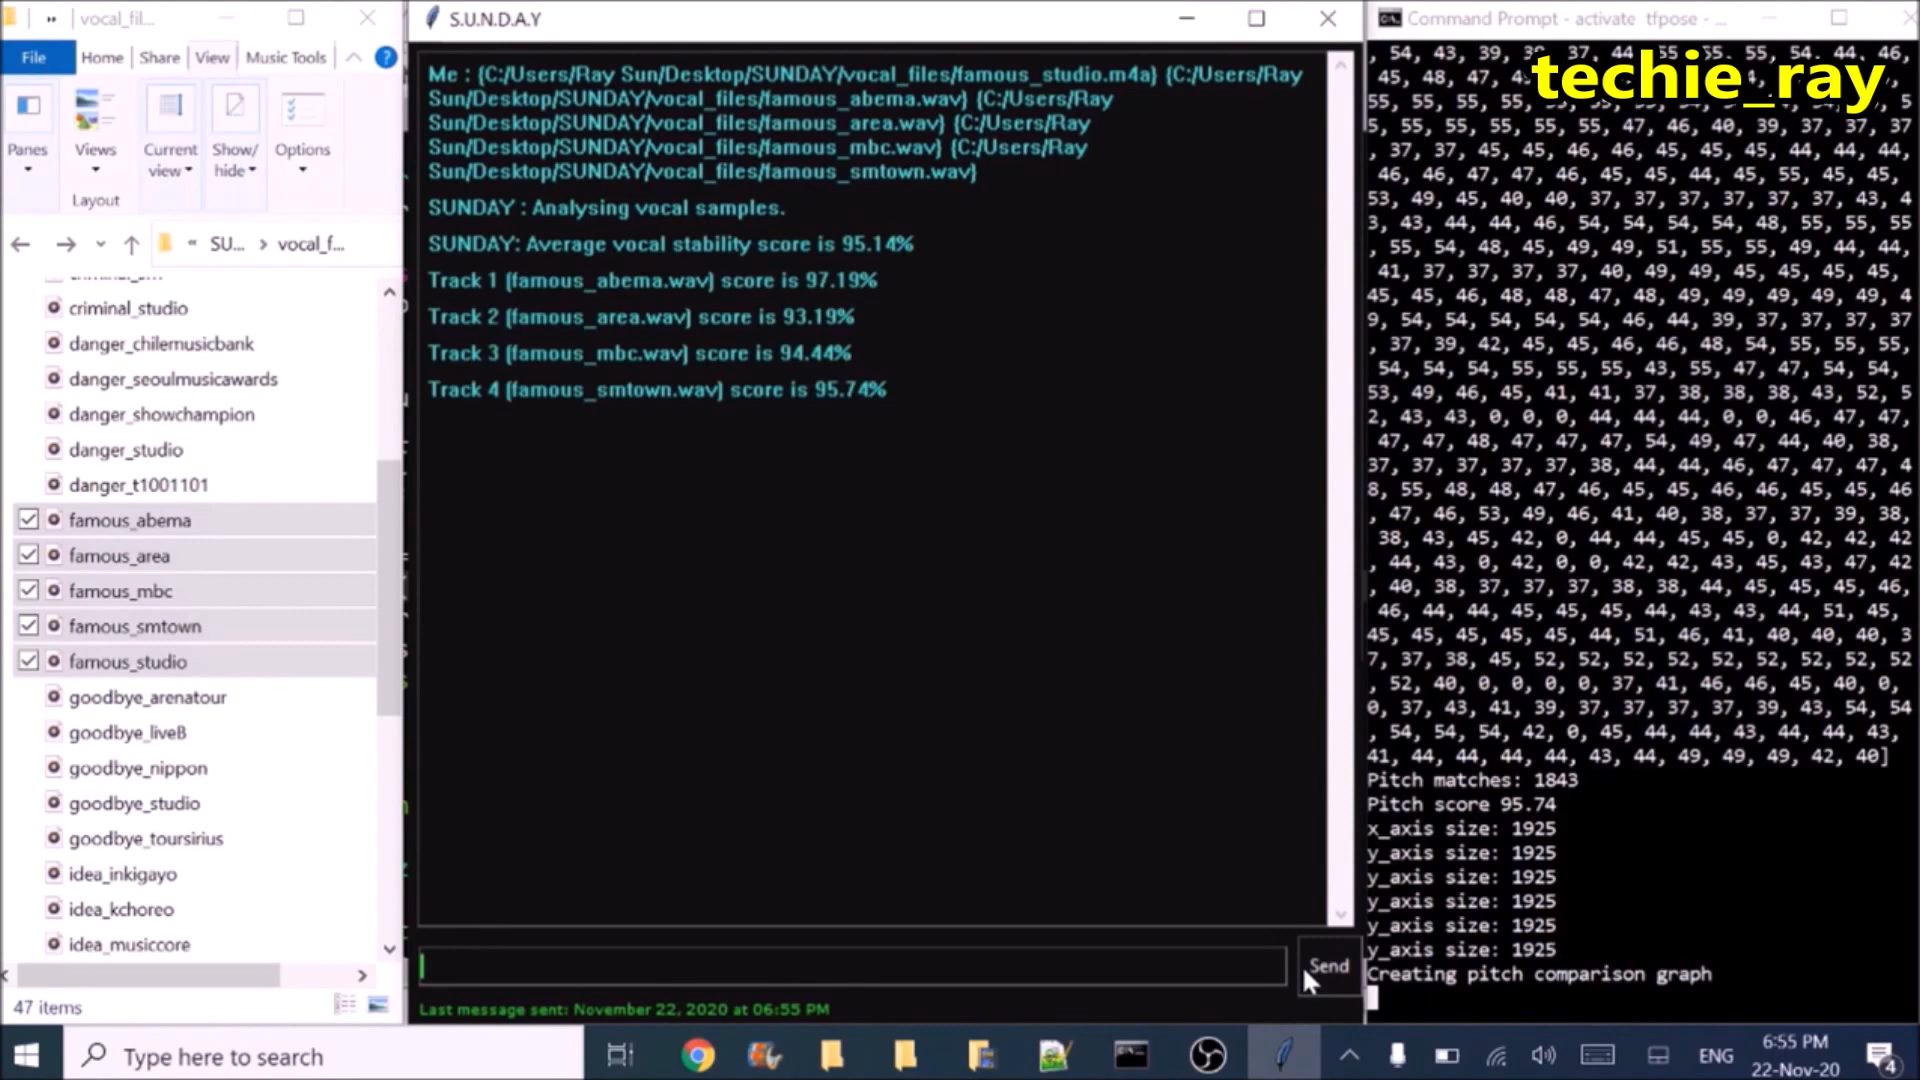 vocal_fil...
File
Home
Share
View
Music Tools
Panes
Views
Current view
Show/ hide
Options
Layout
SU...
vocal_f...
criminal_studio
danger_chilemusicbank
danger_seoulmusicawards
danger_showchampion
danger_studio
danger_t1001101
famous_abema
famous_area
famous_mbc
famous_smtown
famous_studio
goodbye_arenatour
goodbye_liveB
goodbye_nippon
goodbye_studio
goodbye_toursirius
idea_inkigayo
idea_kchoreo
idea_musiccore
47 items
S.U.N.D.A.Y
Me : {C:/Users/Ray Sun/Desktop/SUNDAY/vocal_files/famous_studio.m4a} {C:/Users/Ray
Sun/Desktop/SUNDAY/vocal_files/famous_abema.wav} {C:/Users/Ray
Sun/Desktop/SUNDAY/vocal_files/famous_area.wav} {C:/Users/Ray
Sun/Desktop/SUNDAY/vocal_files/famous_mbc.wav} {C:/Users/Ray
Sun/Desktop/SUNDAY/vocal_files/famous_smtown.wav}
SUNDAY : Analysing vocal samples.
SUNDAY: Average vocal stability score is 95.14%
Track 1 (famous_abema.wav) score is 97.19%
Track 2 (famous_area.wav) score is 93.19%
Track 3 (famous_mbc.wav) score is 94.44%
Track 4 (famous_smtown.wav) score is 95.74%
Send
Last message sent: November 22, 2020 at 06:55 PM
Command Prompt - activate tfpose - ...
techie_ray
5, 55, 55, 55, 55, 55, 47, 46, 40, 39, 37, 37, 37
, 37, 37, 45, 45, 46, 46, 45, 45, 45, 44, 44, 44,
46, 46, 47, 47, 46, 45, 45, 44, 45, 55, 45, 45,
53, 49, 45, 40, 40, 37, 37, 37, 37, 37, 37, 43, 4
3, 43, 44, 44, 46, 54, 54, 54, 54, 48, 55, 55, 55
, 55, 54, 48, 45, 49, 49, 51, 55, 55, 49, 44, 44,
41, 37, 37, 37, 37, 40, 49, 49, 45, 45, 45, 45,
45, 45, 46, 48, 48, 47, 48, 49, 49, 49, 49, 49, 4
9, 54, 54, 54, 54, 54, 46, 44, 39, 37, 37, 37, 37
, 37, 39, 42, 45, 45, 46, 46, 48, 54, 55, 55, 55,
54, 54, 54, 55, 55, 55, 43, 55, 47, 47, 54, 54,
53, 49, 46, 45, 41, 41, 37, 38, 38, 38, 43, 52, 5
2, 43, 43, 0, 0, 0, 44, 44, 44, 0, 0, 46, 47, 47,
47, 47, 48, 47, 47, 47, 54, 49, 47, 44, 40, 38,
37, 37, 37, 37, 37, 38, 44, 44, 46, 47, 47, 47, 4
8, 55, 48, 48, 47, 46, 45, 45, 46, 46, 45, 45, 46
, 47, 46, 53, 49, 46, 41, 40, 38, 37, 37, 39, 38,
38, 43, 45, 42, 0, 44, 44, 45, 45, 0, 42, 42, 42
, 44, 43, 0, 42, 0, 0, 42, 42, 43, 45, 43, 47, 42
, 40, 38, 37, 37, 37, 38, 38, 44, 45, 45, 45, 46,
46, 44, 44, 45, 45, 45, 44, 43, 43, 44, 51, 45,
45, 45, 45, 45, 45, 44, 51, 46, 41, 40, 40, 40, 3
7, 37, 38, 45, 52, 52, 52, 52, 52, 52, 52, 52, 52
, 52, 40, 0, 0, 0, 0, 37, 41, 46, 46, 45, 40, 0,
0, 37, 43, 41, 39, 37, 37, 37, 37, 39, 43, 54, 54
, 54, 54, 54, 42, 0, 45, 44, 44, 43, 44, 44, 43,
41, 44, 44, 44, 44, 43, 44, 49, 49, 49, 42, 40]
Pitch matches: 1843
Pitch score 95.74
x_axis size: 1925
y_axis size: 1925
y_axis size: 1925
y_axis size: 1925
y_axis size: 1925
y_axis size: 1925
Creating pitch comparison graph
Type here to search
ENG
6:55 PM
22-Nov-20
4